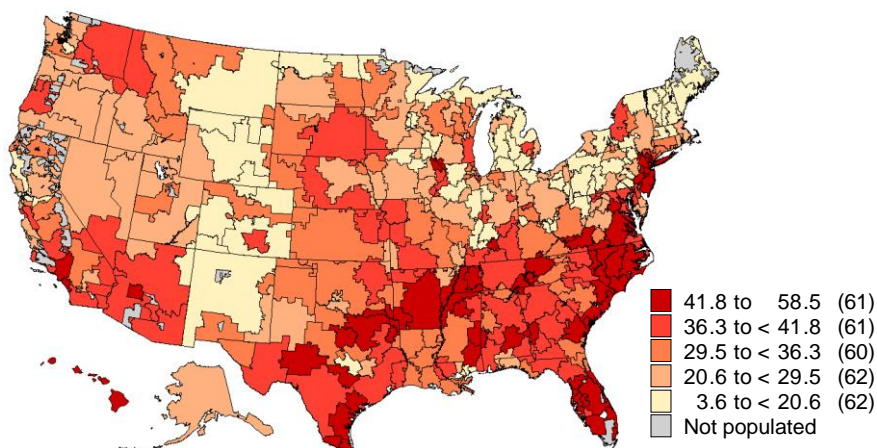 41.8 to 58.5 (61)
36.3 to < 41.8 (61)
29.5 to < 36.3 (60)
20.6 to < 29.5 (62)
3.6 to < 20.6 (62)
Not populated